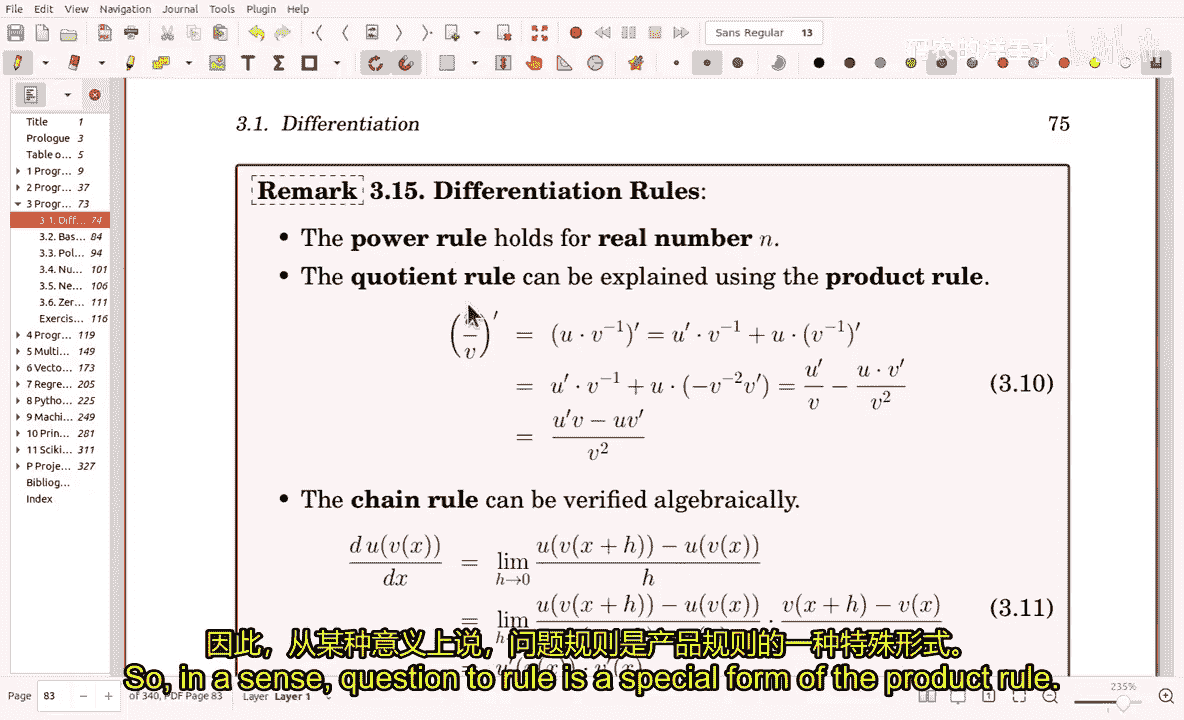 File Edit View Navigation Journal Tools Plugin Help
Sans Regular 13
Title 1
Prologue 3
Table o... 5
1 Progr... 9
2 Progr... 37
3 Progr... 73
3.1. Diff... 74
3.2. Bas... 84
3.3. Pol... 94
3.4. Nu... 101
3.5. Ne... 106
3.6. Zer... 111
Exercis... 116
4 Progr... 119
5 Multi... 149
6 Vecto... 173
7 Regre... 205
8 Pytho... 225
9 Machi... 249
10 Prin... 281
11 Sciki... 311
P Proje... 327
Bibliog...
Index
3.1. Differentiation 75
Remark 3.15. Differentiation Rules:
• The power rule holds for real number n.
• The quotient rule can be explained using the product rule.
(u/v)′ = (u · v⁻¹)′ = u′ · v⁻¹ + u · (v⁻¹)′
= u′ · v⁻¹ + u · (−v⁻²v′) = u′/v − u · v′/v² (3.10)
= u′v − uv′/v²
• The chain rule can be verified algebraically.
d u(v(x))/dx = lim h→0 u(v(x + h)) − u(v(x))/h
= lim u(v(x + h)) − u(v(x)) · v(x + h) − v(x) (3.11)
因此，从某种意义上说，问题规则是产品规则的一种特殊形式。
So, in a sense, question to rule is a special form of the product rule.
Page 83 of 340, PDF Page 83 Layer Layer 1 235%